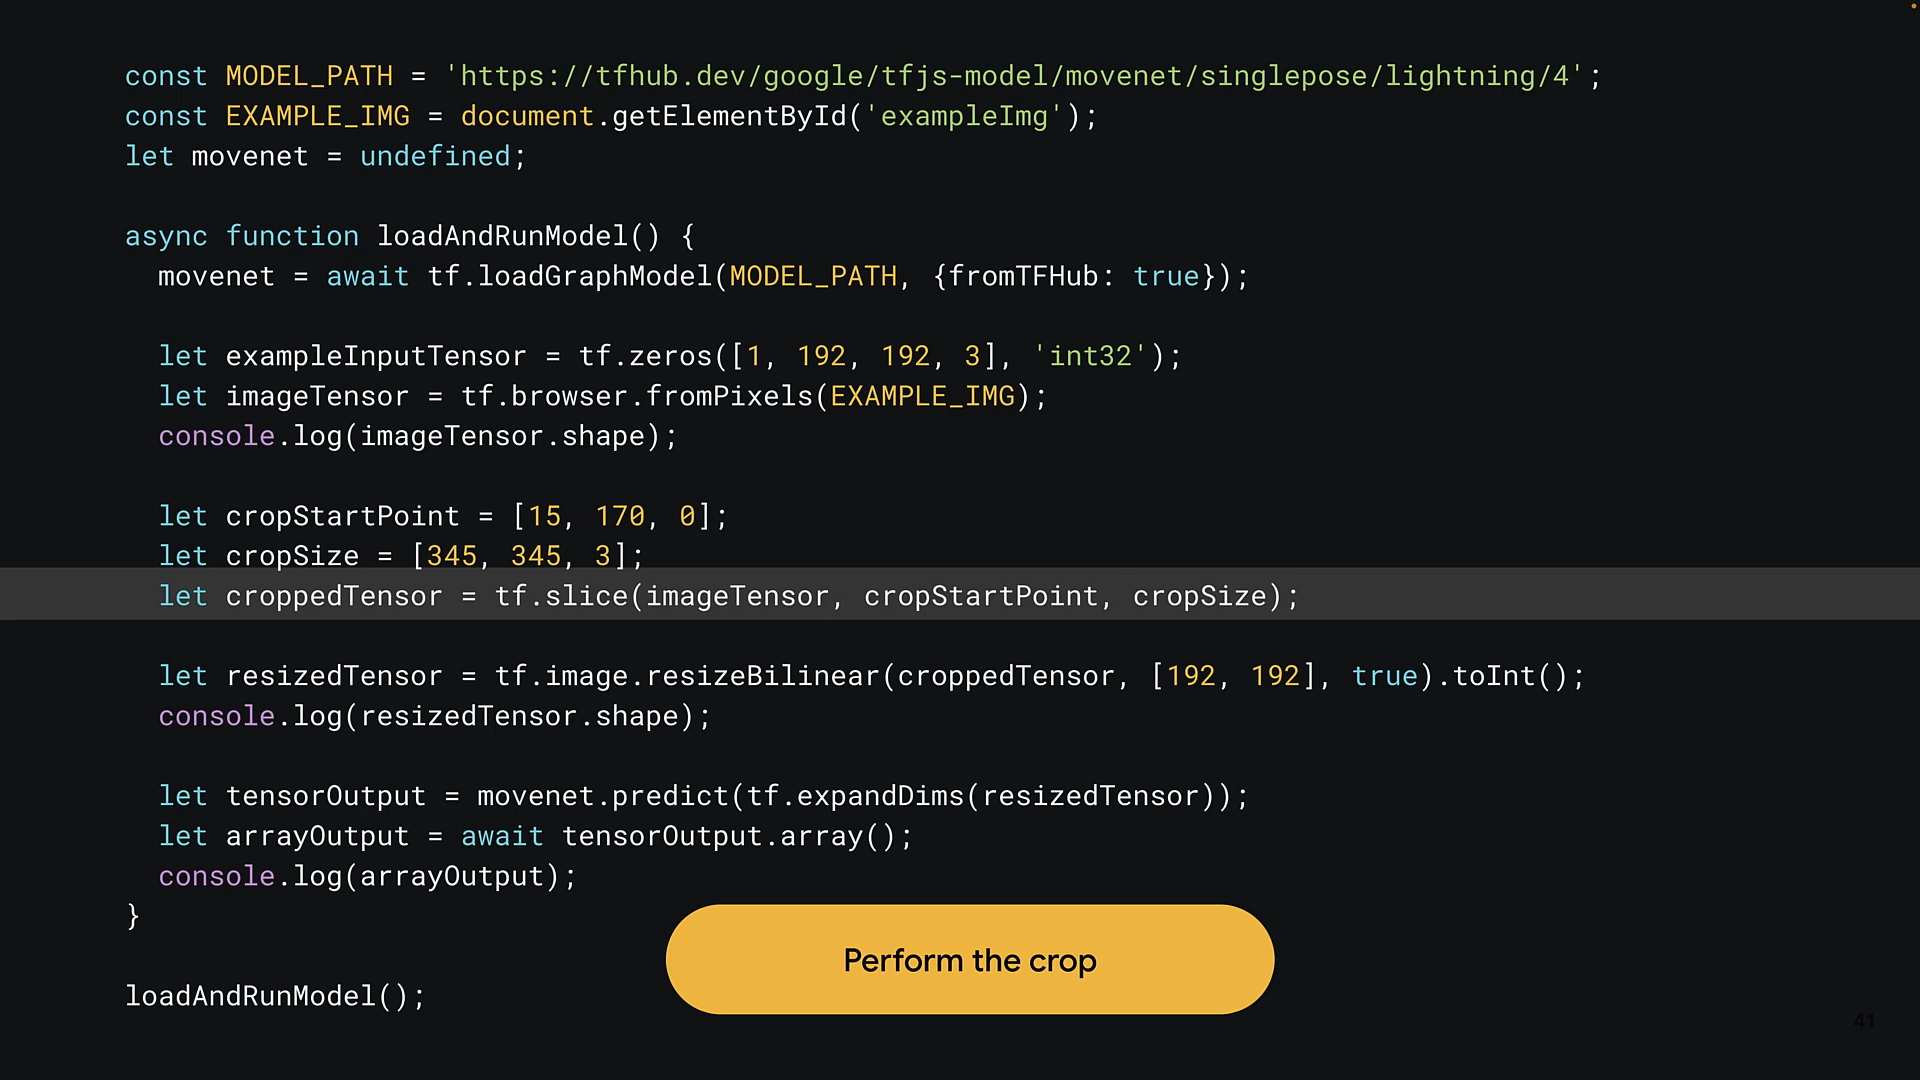 const MODEL_PATH = 'https://tfhub.dev/google/tfjs-model/movenet/singlepose/lightning/4';
const EXAMPLE_IMG = document.getElementById('exampleImg');
let movenet = undefined;
async function loadAndRunModel() {
movenet = await tf.loadGraphModel(MODEL_PATH, {fromTFHub: true});
let exampleInputTensor = tf.zeros([1, 192, 192, 3], 'int32');
let imageTensor = tf.browser.fromPixels(EXAMPLE_IMG);
console.log(imageTensor.shape);
let cropStartPoint = [15, 170, 0];
let cropSize = [345, 345, 3];
let croppedTensor = tf.slice(imageTensor, cropStartPoint, cropSize);
let resizedTensor = tf.image.resizeBilinear(croppedTensor, [192, 192], true).toInt();
console.log(resizedTensor.shape);
let tensorOutput = movenet.predict(tf.expandDims(resizedTensor));
let arrayOutput = await tensorOutput.array();
console.log(arrayOutput);
}
Perform the crop
loadAndRunModel();
41